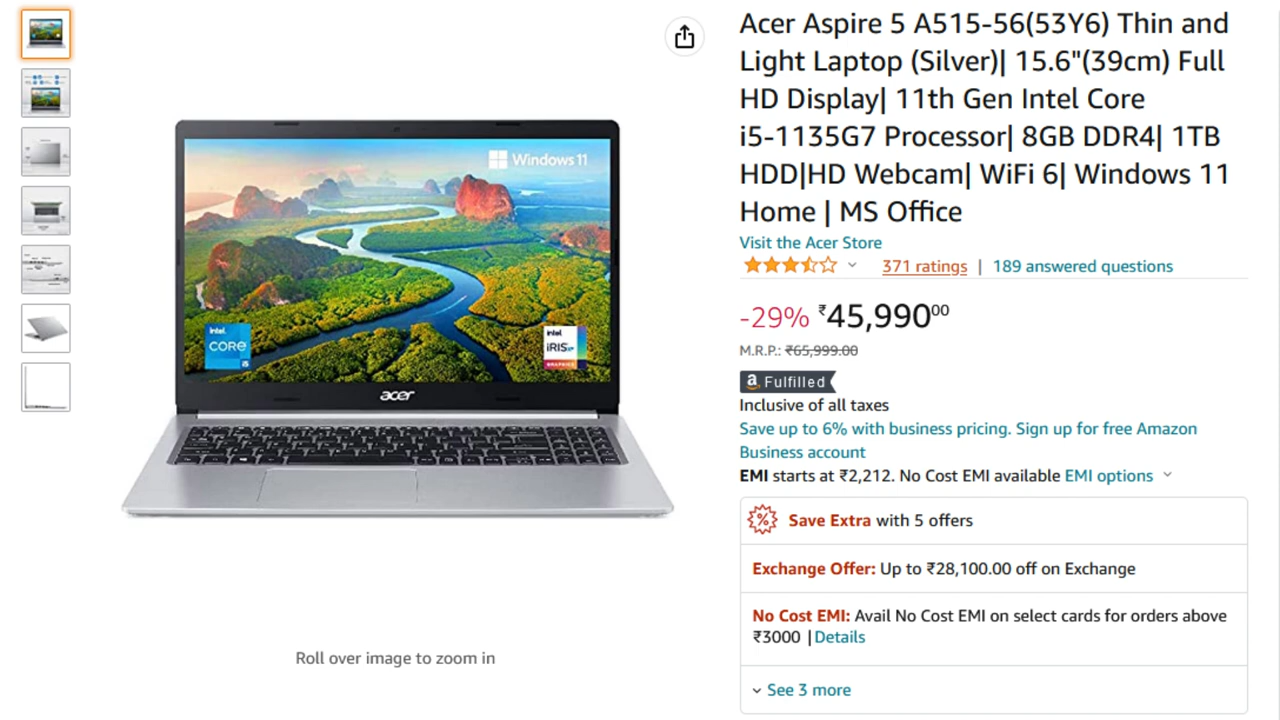 Acer Aspire 5 A515-56(53Y6) Thin and
Light Laptop (Silver)| 15.6"(39cm) Full
HD Display| 11th Gen Intel Core
i5-1135G7 Processor| 8GB DDR4| 1TB
HDD|HD Webcam| WiFi 6| Windows 11
Home | MS Office
Visit the Acer Store
371 ratings | 189 answered questions
-29% ₹45,99000
M.R.P.: ₹65,999.00
a Fulfilled
Inclusive of all taxes
Save up to 6% with business pricing. Sign up for free Amazon
Business account
EMI starts at ₹2,212. No Cost EMI available EMI options
Save Extra with 5 offers
Exchange Offer: Up to ₹28,100.00 off on Exchange
No Cost EMI: Avail No Cost EMI on select cards for orders above
₹3000 | Details
See 3 more
Windows 11
intel
CORE
i5
intel
iRIS xe
GRAPHICS
acer
Roll over image to zoom in